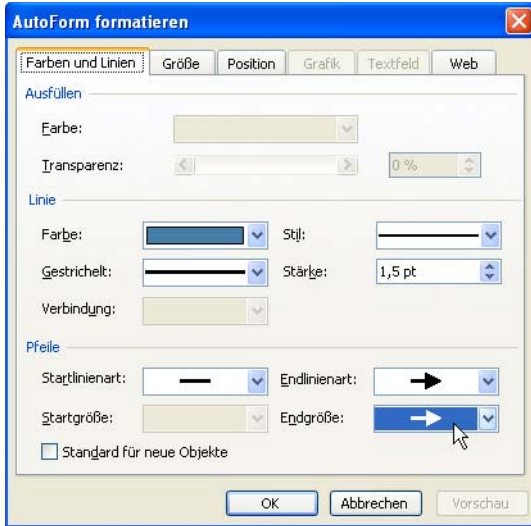 AutoForm formatieren
Farben und Linien Größe Position Grafik Textfeld Web
Ausfüllen
Farbe:
Transparenz: 0 %
Linie
Farbe: Stil:
Gestrichelt: Stärke: 1,5 pt
Verbindung:
Pfeile
Startlinienart: Endlinienart:
Startgröße: Endgröße:
Standard für neue Objekte
OK Abbrechen Vorschau